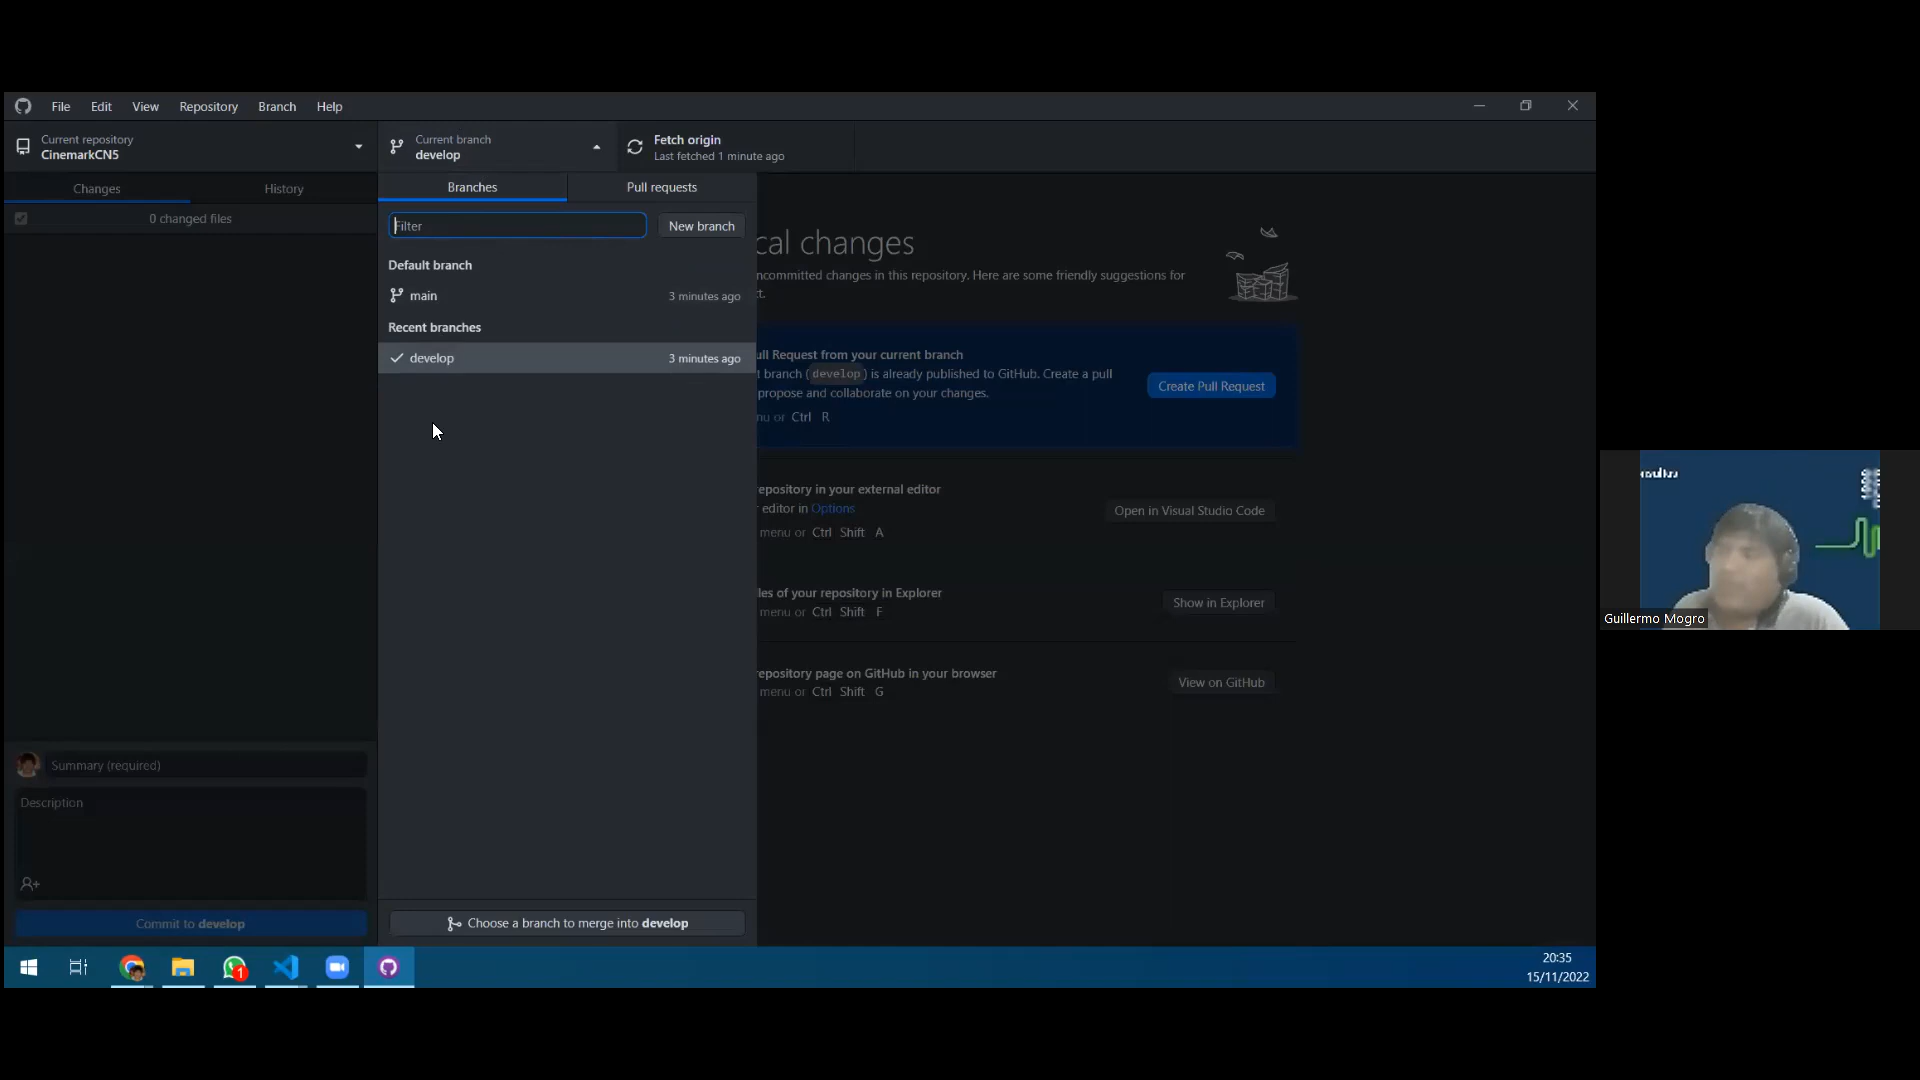 File Edit View Repository Branch Help
Current repository
CinemarkCN5
Current branch
develop
Fetch origin
Last fetched 1 minute ago
Changes History
0 changed files
Branches Pull requests
Filter New branch
Default branch
main 3 minutes ago
Recent branches
develop 3 minutes ago
cal changes
ncommitted changes in this repository. Here are some friendly suggestions for
t.
ull Request from your current branch
t branch ( develop ) is already published to GitHub. Create a pull
propose and collaborate on your changes.
nu or Ctrl R
Create Pull Request
epository in your external editor
editor in Options
menu or Ctrl Shift A
Open in Visual Studio Code
les of your repository in Explorer
menu or Ctrl Shift F
Show in Explorer
epository page on GitHub in your browser
menu or Ctrl Shift G
View on GitHub
Summary (required)
Description
Commit to develop
Choose a branch to merge into develop
1
20:35
15/11/2022
Guillermo Mogro